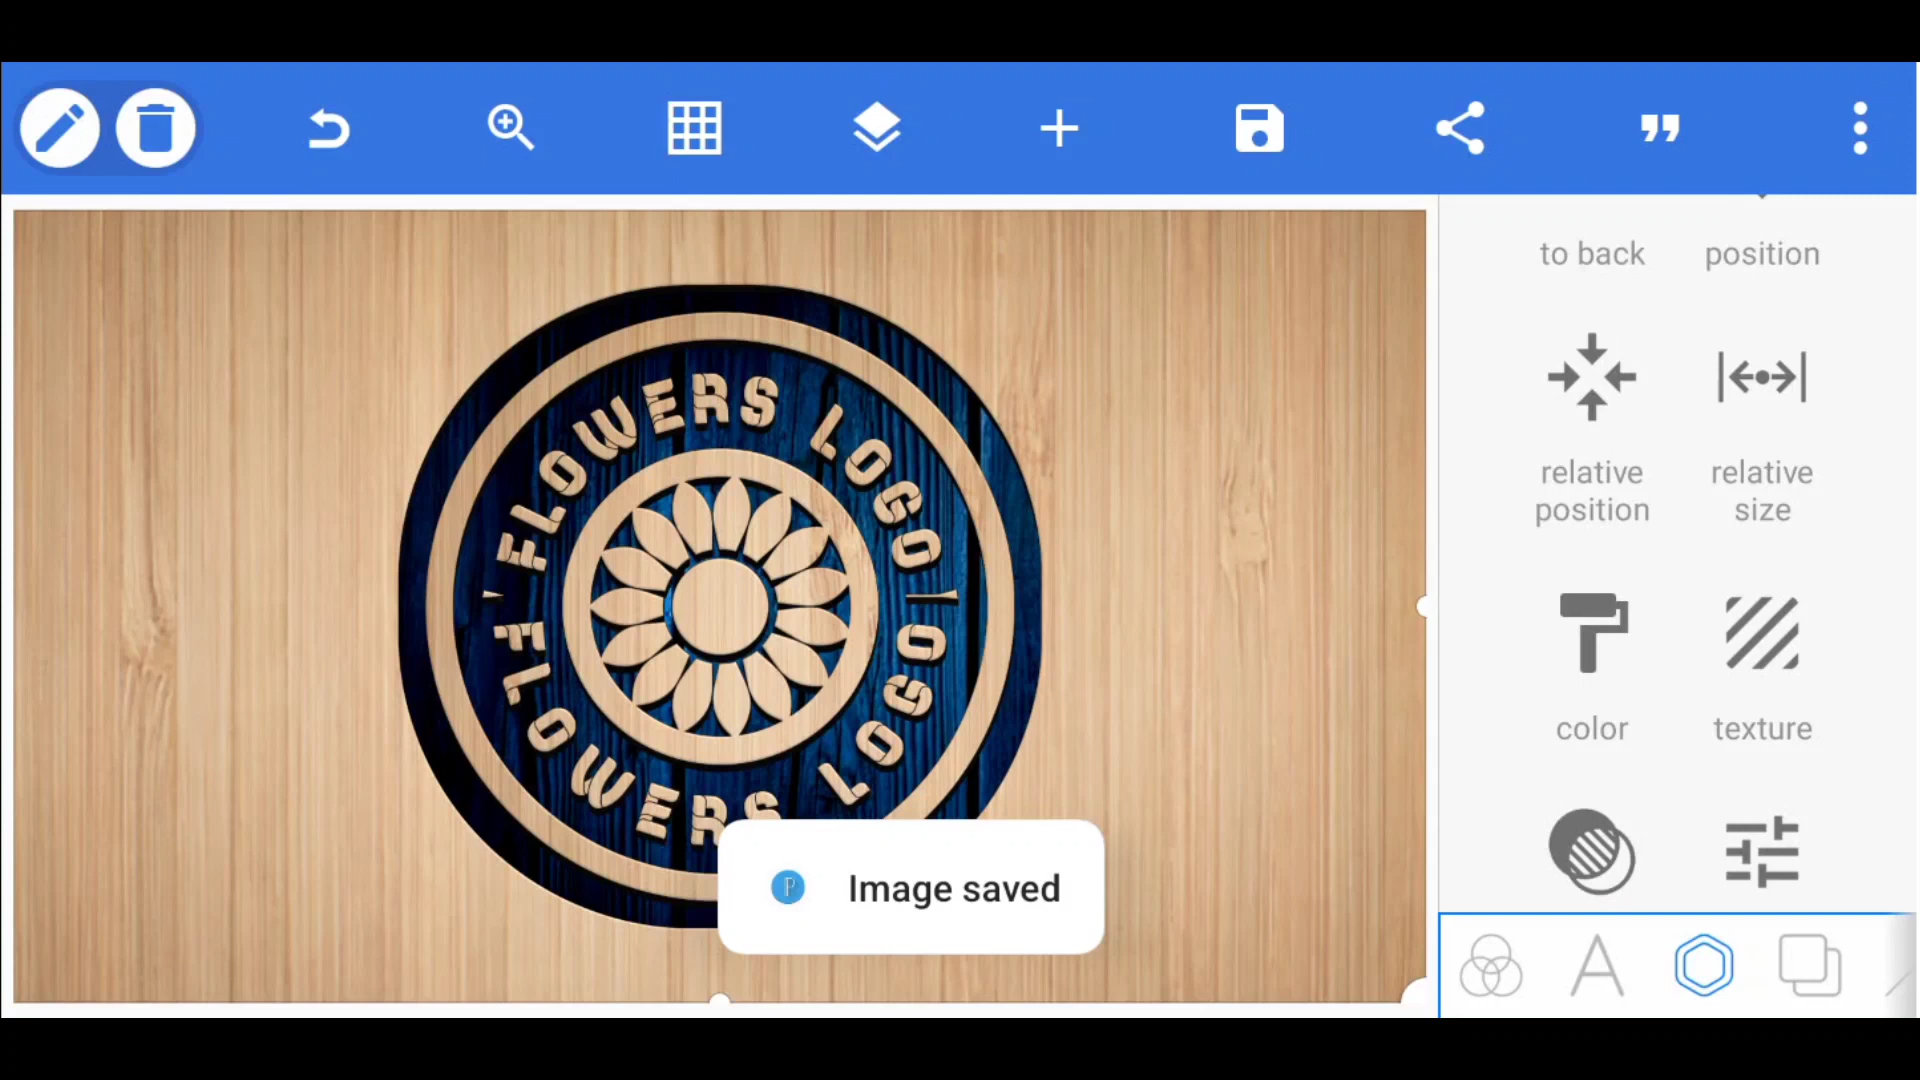 to back
position
relative
position
relative
size
color
texture
FLOWERS LOGO
FLOWERS LOGO
P
Image saved
A